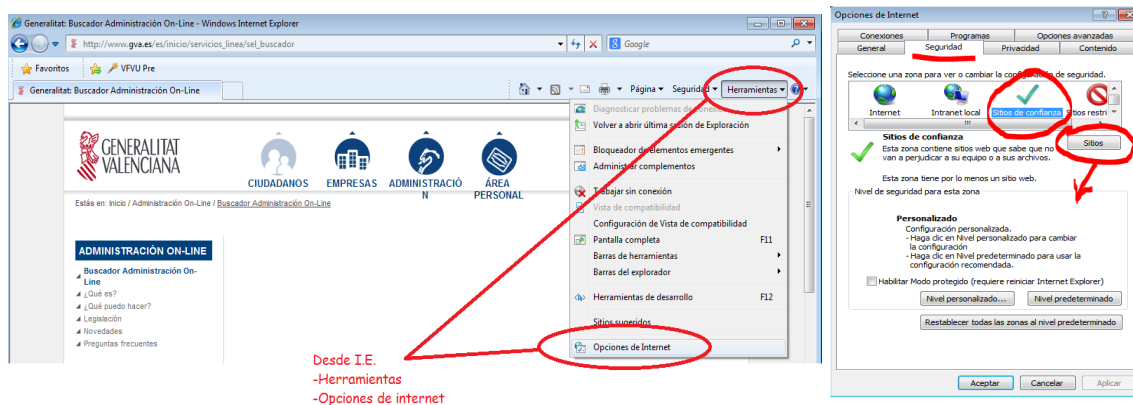 Generalitat: Buscador Administración On-Line - Windows Internet Explorer
http://www.gva.es/es/inicio/servicios_linea/sel_buscador
Google
Favoritos
VFVU Pre
Generalitat: Buscador Administración On-Line
Página
Seguridad
Herramientas
GENERALITAT
VALENCIANA
CIUDADANOS
EMPRESAS
ADMINISTRACIÓ
N
ÁREA
PERSONAL
Estás en: Inicio / Administración On-Line / Buscador Administración On-Line
ADMINISTRACIÓN ON-LINE
Buscador Administración On-
Line
¿Qué es?
¿Qué puedo hacer?
Legislación
Novedades
Preguntas frecuentes
Diagnosticar problemas de conexión...
Volver a abrir última sesión de Exploración
Bloqueador de elementos emergentes
Administrar complementos
Trabajar sin conexión
Vista de compatibilidad
Configuración de Vista de compatibilidad
Pantalla completa F11
Barras de herramientas
Barras del explorador
Herramientas de desarrollo F12
Sitios sugeridos
Opciones de Internet
Desde I.E.
-Herramientas
-Opciones de internet
Opciones de Internet
Conexiones Programas Opciones avanzadas
General Seguridad Privacidad Contenido
Seleccione una zona para ver o cambiar la configuración de seguridad.
Internet Intranet local Sitios de confianza Sitios restri
Sitios de confianza
Sitios
Esta zona contiene sitios web que sabe que no
van a perjudicar a su equipo o a sus archivos.
Esta zona tiene por lo menos un sitio web.
Nivel de seguridad para esta zona
Personalizado
Configuración personalizada.
- Haga clic en Nivel personalizado para cambiar
la configuración
- Haga clic en Nivel predeterminado para usar la
configuración recomendada.
Habilitar Modo protegido (requiere reiniciar Internet Explorer)
Nivel personalizado... Nivel predeterminado
Restablecer todas las zonas al nivel predeterminado
Aceptar Cancelar Aplicar